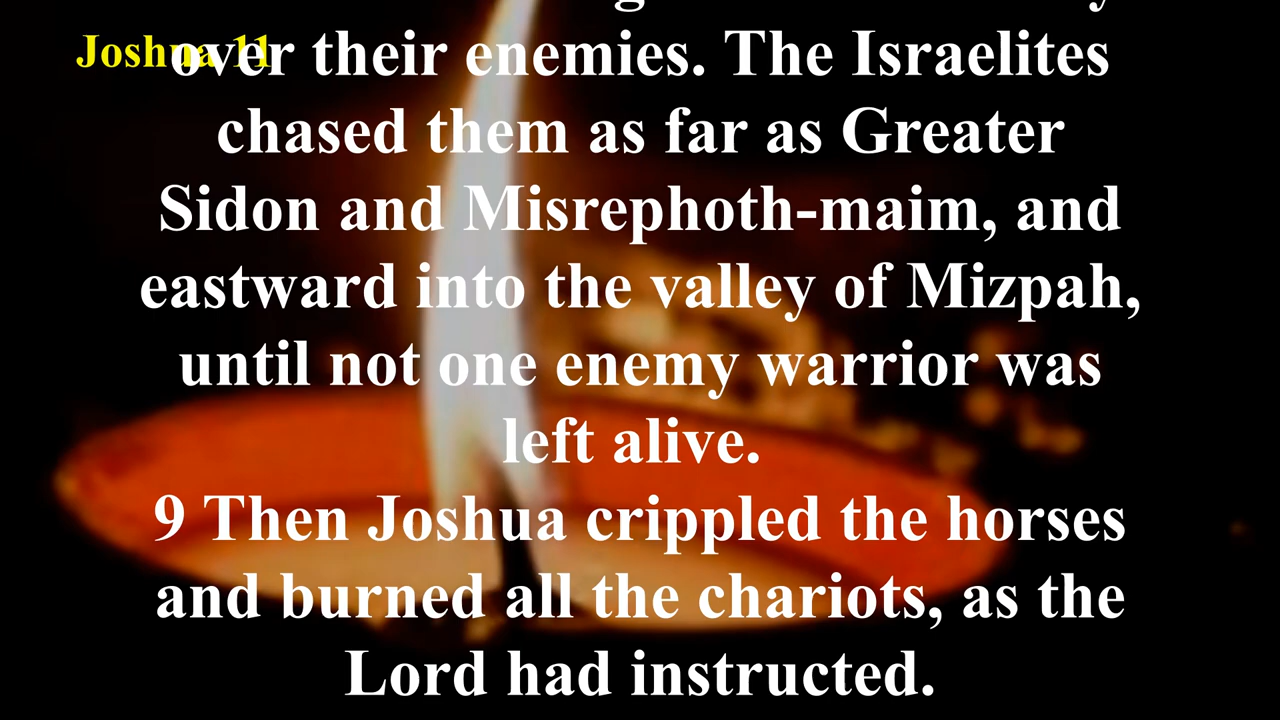 Joshua 11
over their enemies. The Israelites
chased them as far as Greater
Sidon and Misrephoth-maim, and
eastward into the valley of Mizpah,
until not one enemy warrior was
left alive.
9 Then Joshua crippled the horses
and burned all the chariots, as the
Lord had instructed.